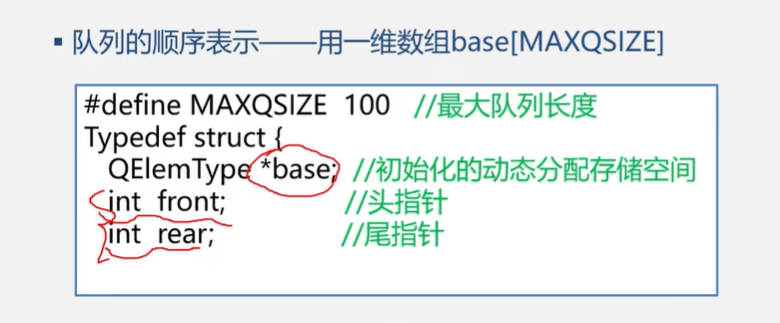 ▪ 队列的顺序表示——用一维数组base[MAXQSIZE]
#define MAXQSIZE 100 //最大队列长度
Typedef struct {
QElemType *base; //初始化的动态分配存储空间
int front; //头指针
int rear; //尾指针